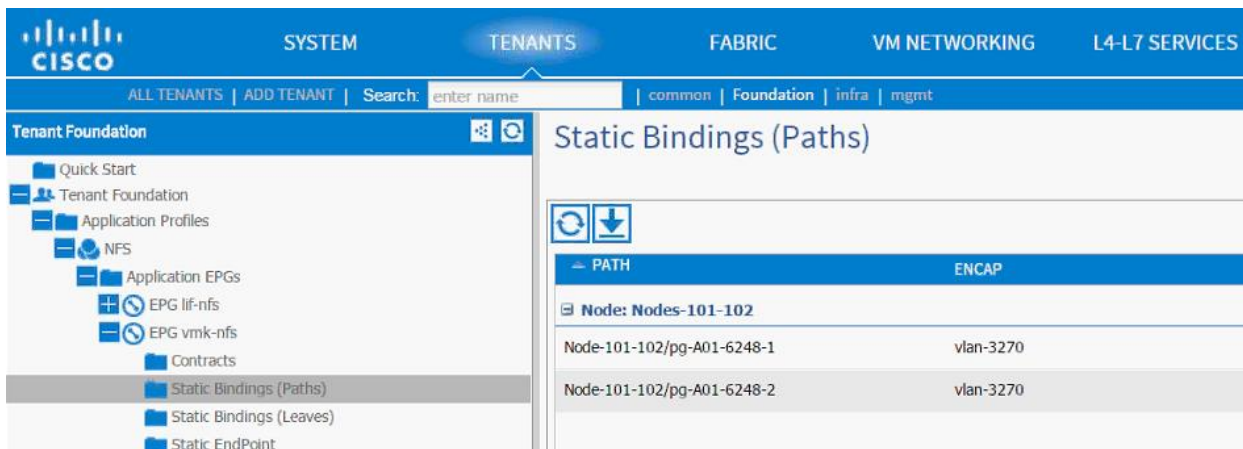 CISCO SYSTEM TENANTS FABRIC VM NETWORKING L4-L7 SERVICES
ALL TENANTS | ADD TENANT | Search: enter name | common | Foundation | infra | mgmt
Tenant Foundation
Quick Start
Tenant Foundation
Application Profiles
NFS
Application EPGs
EPG lif-nfs
EPG vmk-nfs
Contracts
Static Bindings (Paths)
Static Bindings (Leaves)
Static EndPoint
Static Bindings (Paths)
PATH ENCAP
Node: Nodes-101-102
Node-101-102/pg-A01-6248-1 vlan-3270
Node-101-102/pg-A01-6248-2 vlan-3270